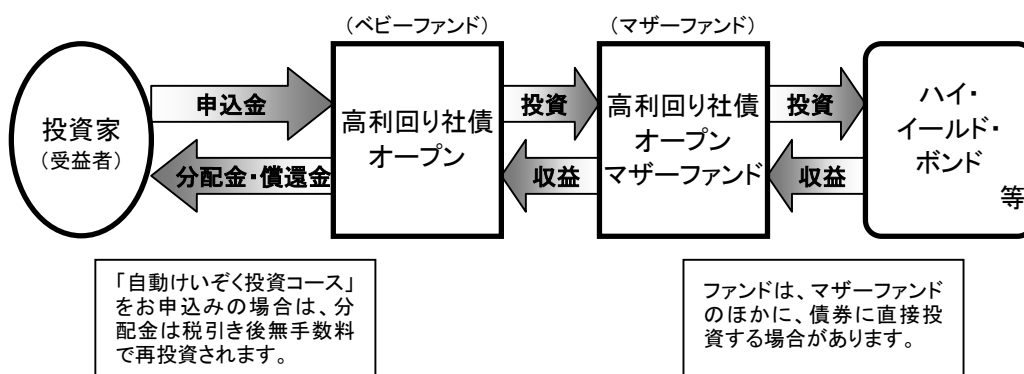 (ベビーファンド)
(マザーファンド)
投資家
(受益者)
申込金
分配金・償還金
高利回り社債
オープン
投資
収益
高利回り社債
オープン
マザーファンド
投資
収益
ハイ・
イールド・
ボンド
等
「自動けいぞく投資コース」
をお申込みの場合は、分
配金は税引き後無手数料
で再投資されます。
ファンドは、マザーファンド
のほかに、債券に直接投
資する場合があります。